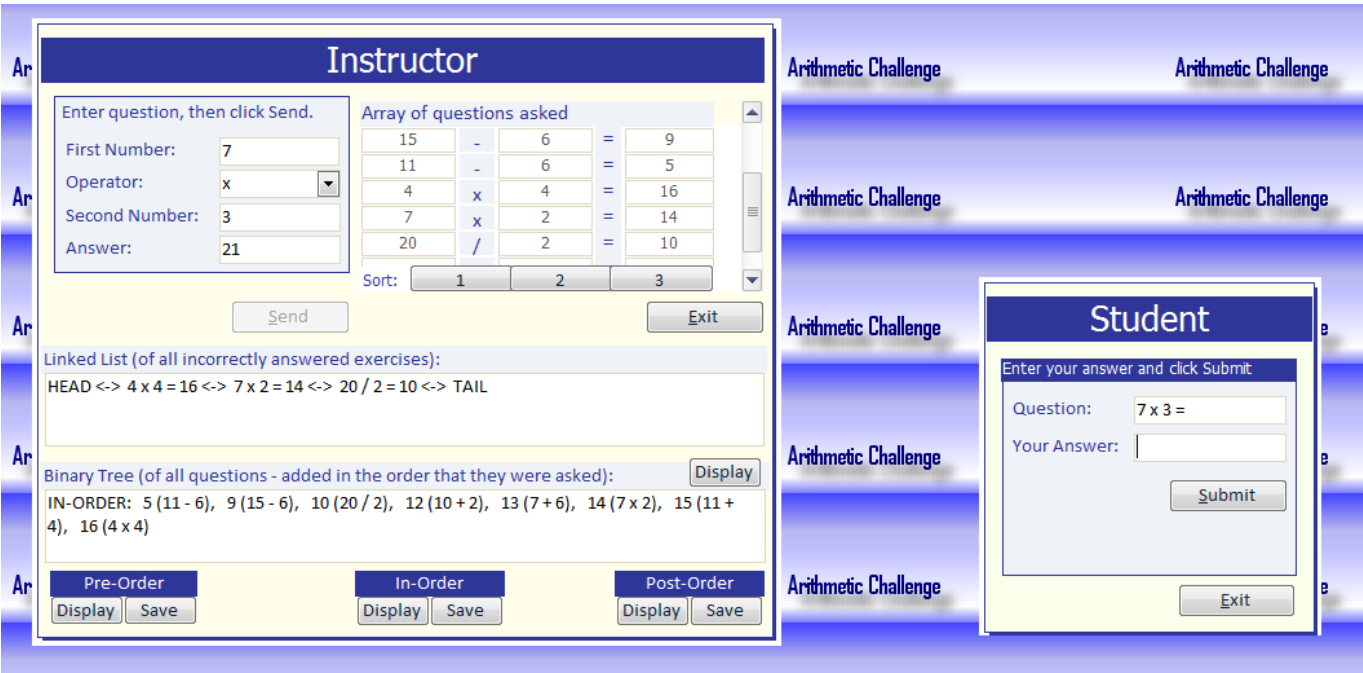 Instructor
Enter question, then click Send.
First Number: 7
Operator: x
Second Number: 3
Answer: 21
Send
Array of questions asked
15 - 6 = 9
11 - 6 = 5
4 x 4 = 16
7 x 2 = 14
20 / 2 = 10
Sort: 1 2 3
Exit
Linked List (of all incorrectly answered exercises):
HEAD <-> 4 x 4 = 16 <-> 7 x 2 = 14 <-> 20 / 2 = 10 <-> TAIL
Binary Tree (of all questions - added in the order that they were asked):
Display
IN-ORDER: 5 (11 - 6), 9 (15 - 6), 10 (20 / 2), 12 (10 + 2), 13 (7 + 6), 14 (7 x 2), 15 (11 +
4), 16 (4 x 4)
Pre-Order In-Order Post-Order
Display Save Display Save Display Save
Ar Arithmetic Challenge Arithmetic Challenge
Ar Arithmetic Challenge Arithmetic Challenge
Ar Arithmetic Challenge e
Ar Arithmetic Challenge e
Ar Arithmetic Challenge e
Student
Enter your answer and click Submit
Question: 7 x 3 =
Your Answer:
Submit
Exit